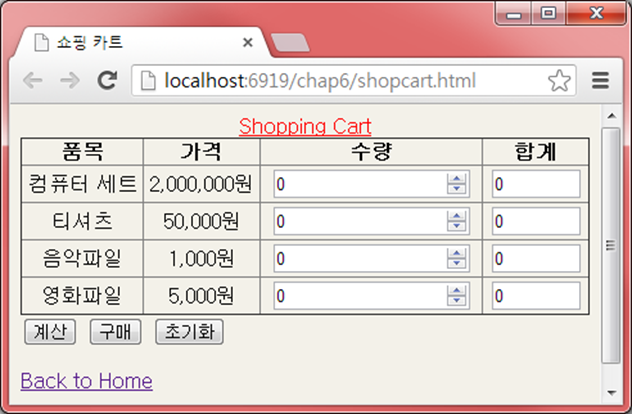 쇼핑 카트
localhost:6919/chap6/shopcart.html
Shopping Cart
품목 가격 수량 합계
컴퓨터 세트 2,000,000원 0 0
티셔츠 50,000원 0 0
음악파일 1,000원 0 0
영화파일 5,000원 0 0
계산 구매 초기화
Back to Home